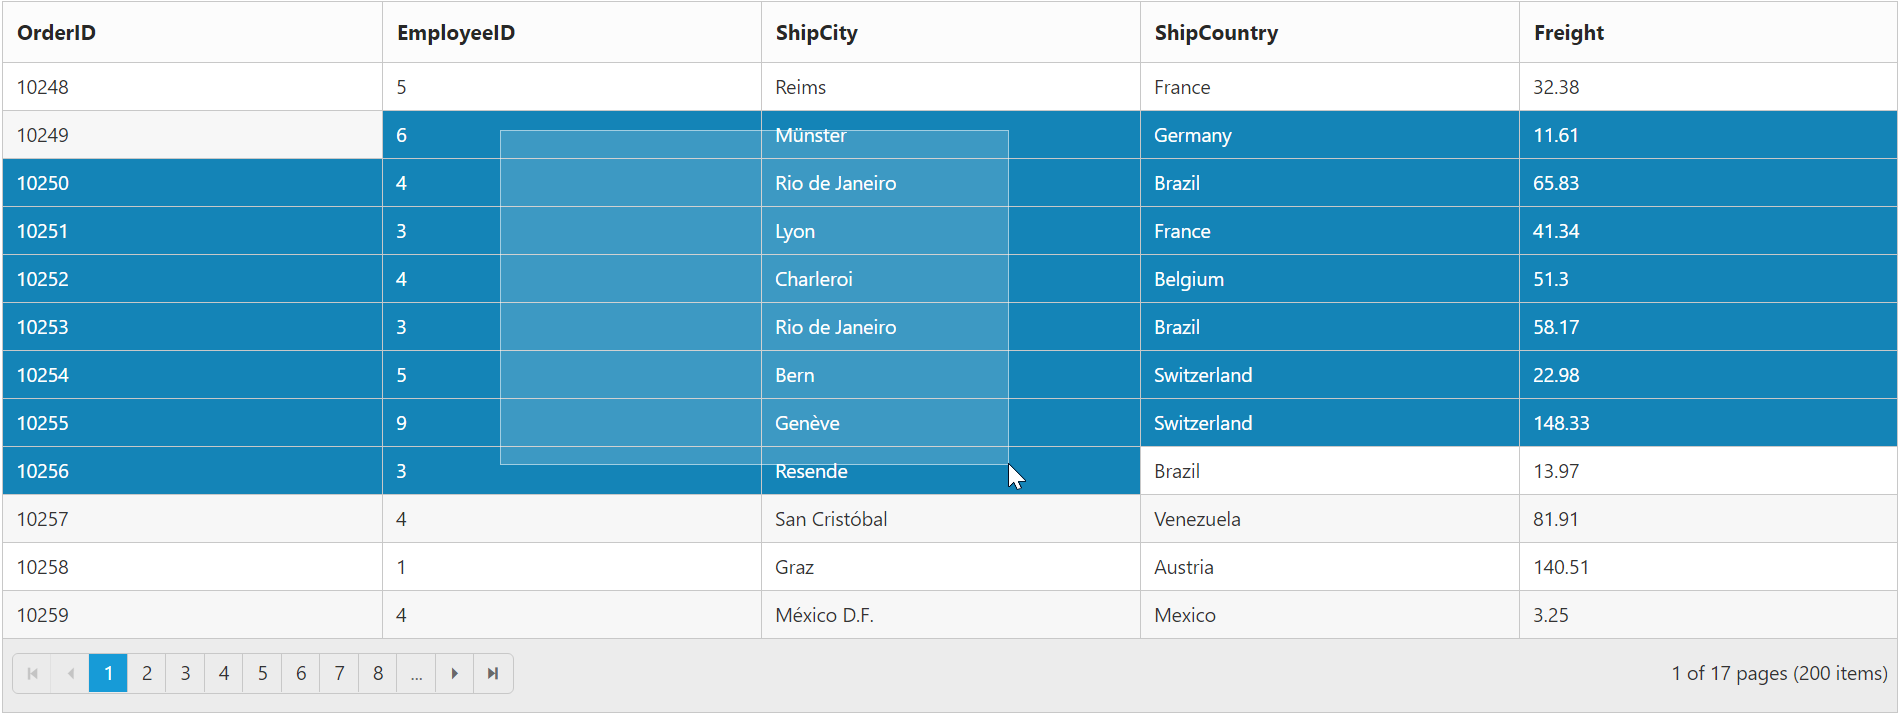 OrderID EmployeeID ShipCity ShipCountry Freight
10248 5 Reims France 32.38
10249 6 Münster Germany 11.61
10250 4 Rio de Janeiro Brazil 65.83
10251 3 Lyon France 41.34
10252 4 Charleroi Belgium 51.3
10253 3 Rio de Janeiro Brazil 58.17
10254 5 Bern Switzerland 22.98
10255 9 Genève Switzerland 148.33
10256 3 Resende Brazil 13.97
10257 4 San Cristóbal Venezuela 81.91
10258 1 Graz Austria 140.51
10259 4 México D.F. Mexico 3.25
1 2 3 4 5 6 7 8 ... 1 of 17 pages (200 items)